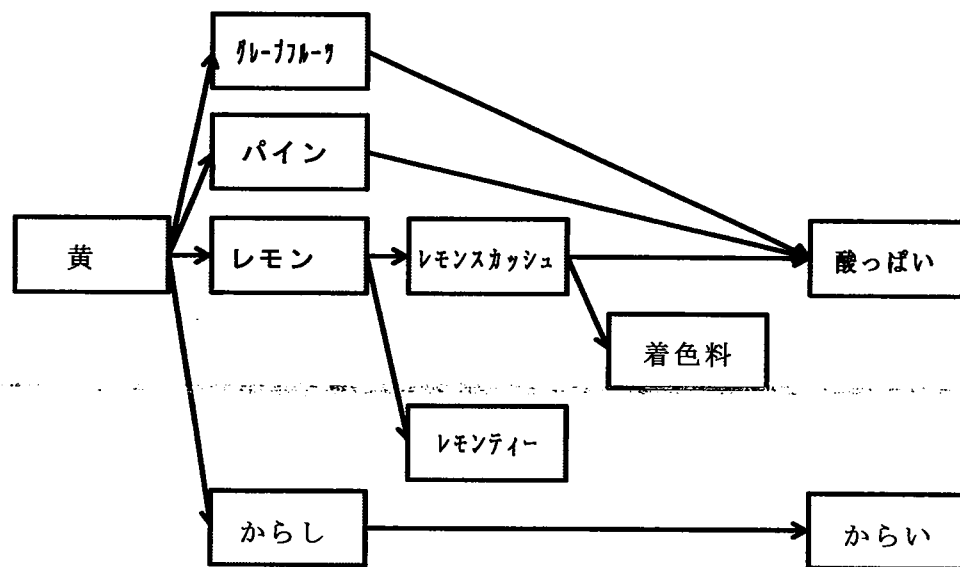 グレープフルーツ
パイン
黄
レモン
レモンスカッシュ
酸っぱい
着色料
レモンティー
からし
からい